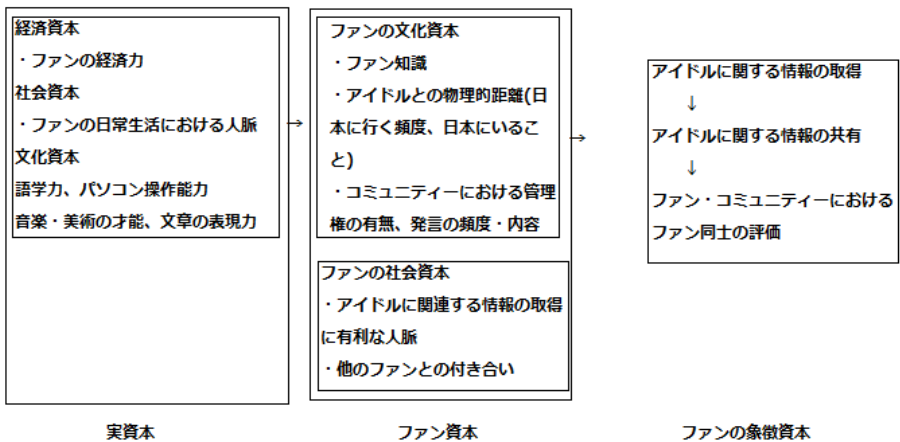 経済資本
・ファンの経済力
社会資本
・ファンの日常生活における人脈
文化資本
語学力、パソコン操作能力
音楽・美術の才能、文章の表現力
→
ファンの文化資本
・ファン知識
・アイドルとの物理的距離(日
本に行く頻度、日本にいるこ
と)
・コミュニティーにおける管理
権の有無、発言の頻度・内容
ファンの社会資本
・アイドルに関連する情報の取得
に有利な人脈
・他のファンとの付き合い
→
アイドルに関する情報の取得
↓
アイドルに関する情報の共有
↓
ファン・コミュニティーにおける
ファン同士の評価
実資本
ファン資本
ファンの象徴資本